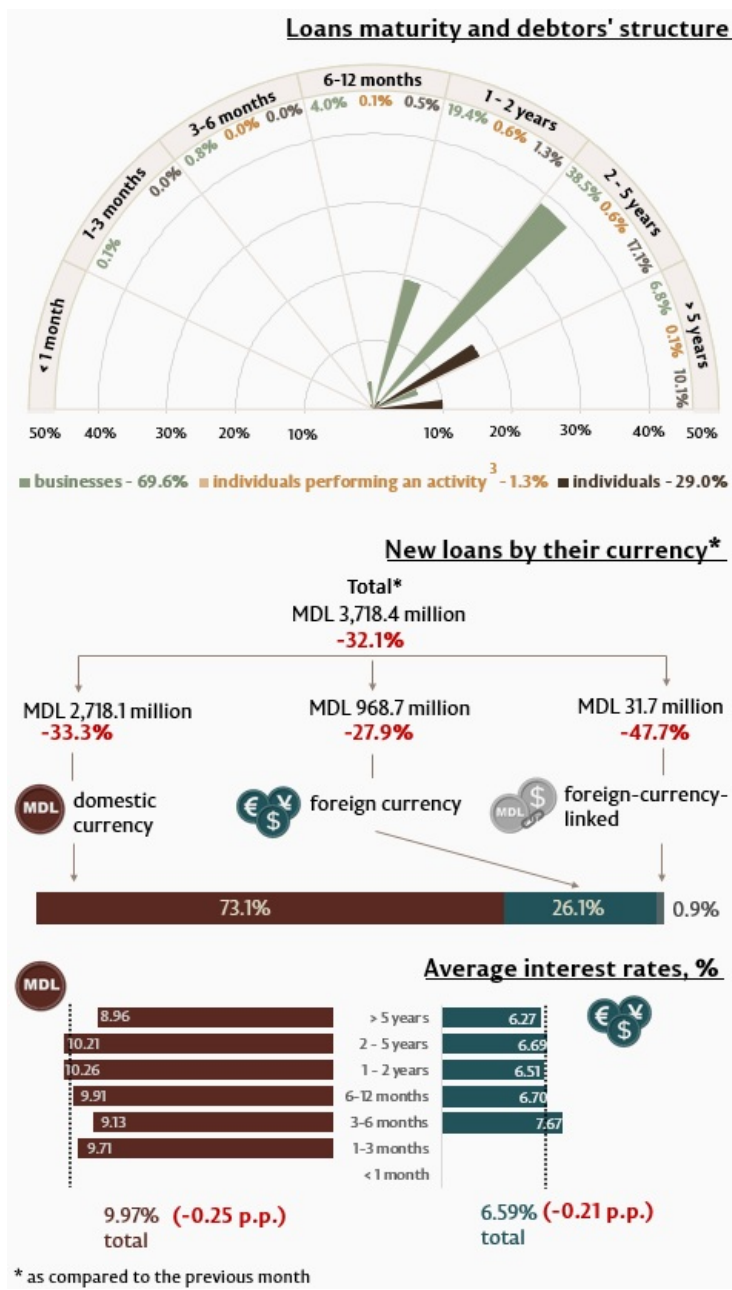 Loans maturity and debtors' structure
< 1 month
1-3 months
3-6 months
6-12 months
1 - 2 years
2 - 5 years
> 5 years
0.1%
0.0%
0.8%
0.0%
0.0%
4.0%
0.1%
0.5%
19.4%
0.6%
1.3%
38.5%
0.6%
17.1%
6.8%
0.1%
10.1%
50% 40% 30% 20% 10% 10% 20% 30% 40% 50%
businesses - 69.6% individuals performing an activity 3 - 1.3% individuals - 29.0%
New loans by their currency*
Total*
MDL 3,718.4 million
-32.1%
MDL 2,718.1 million
-33.3%
MDL 968.7 million
-27.9%
MDL 31.7 million
-47.7%
MDL
domestic
currency
€ ¥
$
foreign currency
MDL $
foreign-currency-
linked
73.1% 26.1% 0.9%
MDL
Average interest rates, %
€ ¥
$
8.96 > 5 years 6.27
10.21 2 - 5 years 6.69
10.26 1 - 2 years 6.51
9.91 6-12 months 6.70
9.13 3-6 months 7.67
9.71 1-3 months
< 1 month
9.97% (-0.25 p.p.)
total
6.59% (-0.21 p.p.)
total
* as compared to the previous month